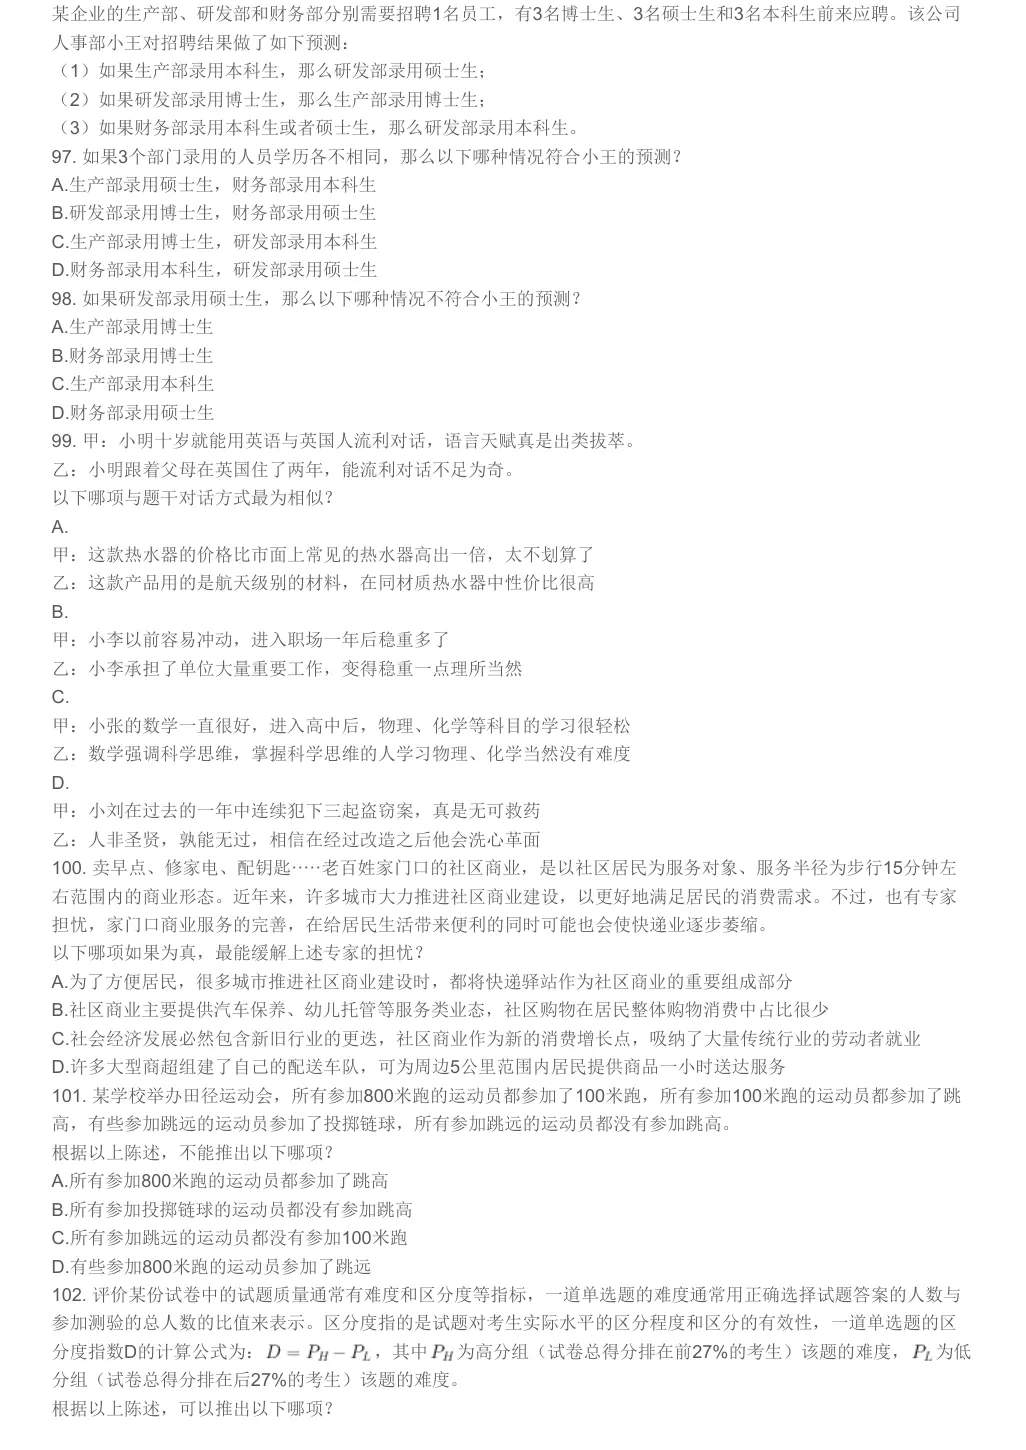 某企业的生产部、研发部和财务部分别需要招聘1名员工，有3名博士生、3名硕士生和3名本科生前来应聘。该公司
人事部小王对招聘结果做了如下预测：
（1）如果生产部录用本科生，那么研发部录用硕士生；
（2）如果研发部录用博士生，那么生产部录用博士生；
（3）如果财务部录用本科生或者硕士生，那么研发部录用本科生。
97. 如果3个部门录用的人员学历各不相同，那么以下哪种情况符合小王的预测？
A.生产部录用硕士生，财务部录用本科生
B.研发部录用博士生，财务部录用硕士生
C.生产部录用博士生，研发部录用本科生
D.财务部录用本科生，研发部录用硕士生
98. 如果研发部录用硕士生，那么以下哪种情况不符合小王的预测？
A.生产部录用博士生
B.财务部录用博士生
C.生产部录用本科生
D.财务部录用硕士生
99. 甲：小明十岁就能用英语与英国人流利对话，语言天赋真是出类拔萃。
乙：小明跟着父母在英国住了两年，能流利对话不足为奇。
以下哪项与题干对话方式最为相似？
A.
甲：这款热水器的价格比市面上常见的热水器高出一倍，太不划算了
乙：这款产品用的是航天级别的材料，在同材质热水器中性价比很高
B.
甲：小李以前容易冲动，进入职场一年后稳重多了
乙：小李承担了单位大量重要工作，变得稳重一点理所当然
C.
甲：小张的数学一直很好，进入高中后，物理、化学等科目的学习很轻松
乙：数学强调科学思维，掌握科学思维的人学习物理、化学当然没有难度
D.
甲：小刘在过去的一年中连续犯下三起盗窃案，真是无可救药
乙：人非圣贤，孰能无过，相信在经过改造之后他会洗心革面
100. 卖早点、修家电、配钥匙·····老百姓家门口的社区商业，是以社区居民为服务对象、服务半径为步行15分钟左
右范围内的商业形态。近年来，许多城市大力推进社区商业建设，以更好地满足居民的消费需求。不过，也有专家
担忧，家门口商业服务的完善，在给居民生活带来便利的同时可能也会使快递业逐步萎缩。
以下哪项如果为真，最能缓解上述专家的担忧？
A.为了方便居民，很多城市推进社区商业建设时，都将快递驿站作为社区商业的重要组成部分
B.社区商业主要提供汽车保养、幼儿托管等服务类业态，社区购物在居民整体购物消费中占比很少
C.社会经济发展必然包含新旧行业的更迭，社区商业作为新的消费增长点，吸纳了大量传统行业的劳动者就业
D.许多大型商超组建了自己的配送车队，可为周边5公里范围内居民提供商品一小时送达服务
101. 某学校举办田径运动会，所有参加800米跑的运动员都参加了100米跑，所有参加100米跑的运动员都参加了跳
高，有些参加跳远的运动员参加了投掷链球，所有参加跳远的运动员都没有参加跳高。
根据以上陈述，不能推出以下哪项？
A.所有参加800米跑的运动员都参加了跳高
B.所有参加投掷链球的运动员都没有参加跳高
C.所有参加跳远的运动员都没有参加100米跑
D.有些参加800米跑的运动员参加了跳远
102. 评价某份试卷中的试题质量通常有难度和区分度等指标，一道单选题的难度通常用正确选择试题答案的人数与
参加测验的总人数的比值来表示。区分度指的是试题对考生实际水平的区分程度和区分的有效性，一道单选题的区
分度指数D的计算公式为：D = P_H − P_L，其中P_H为高分组（试卷总得分排在前27%的考生）该题的难度，P_L为低
分组（试卷总得分排在后27%的考生）该题的难度。
根据以上陈述，可以推出以下哪项？